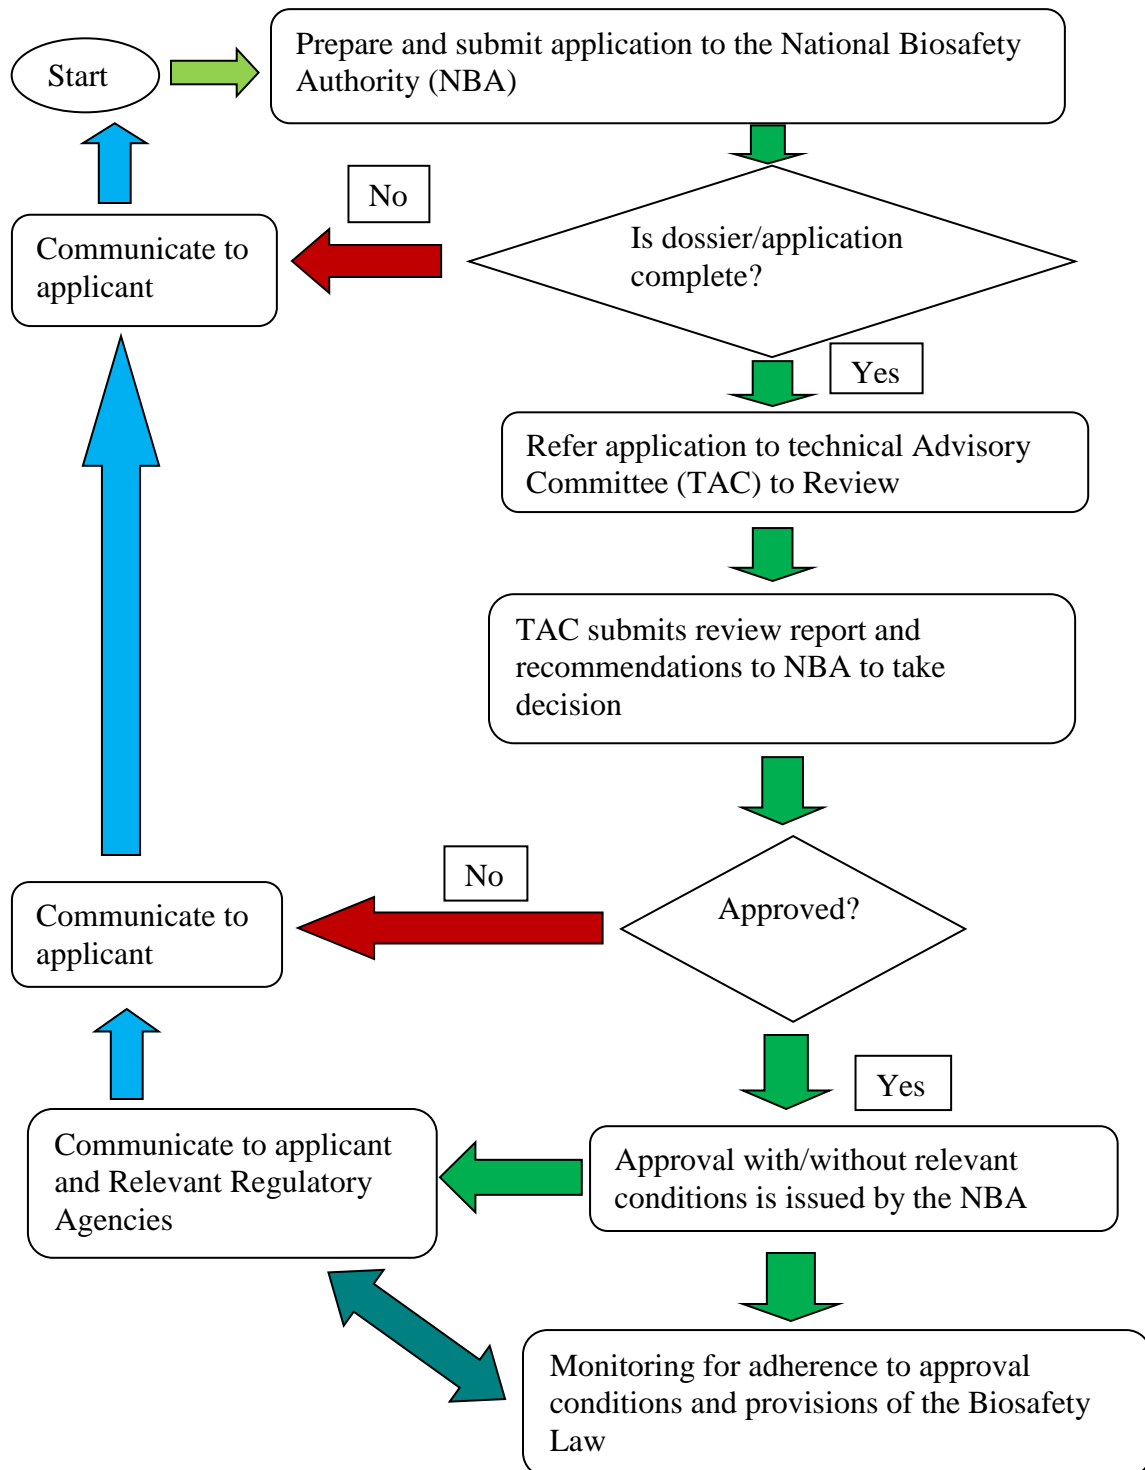 Start
Prepare and submit application to the National Biosafety
Authority (NBA)
No
Communicate to
applicant
Is dossier/application
complete?
Yes
Refer application to technical Advisory
Committee (TAC) to Review
TAC submits review report and
recommendations to NBA to take
decision
No
Communicate to
applicant
Approved?
Yes
Communicate to applicant
and Relevant Regulatory
Agencies
Approval with/without relevant
conditions is issued by the NBA
Monitoring for adherence to approval
conditions and provisions of the Biosafety
Law